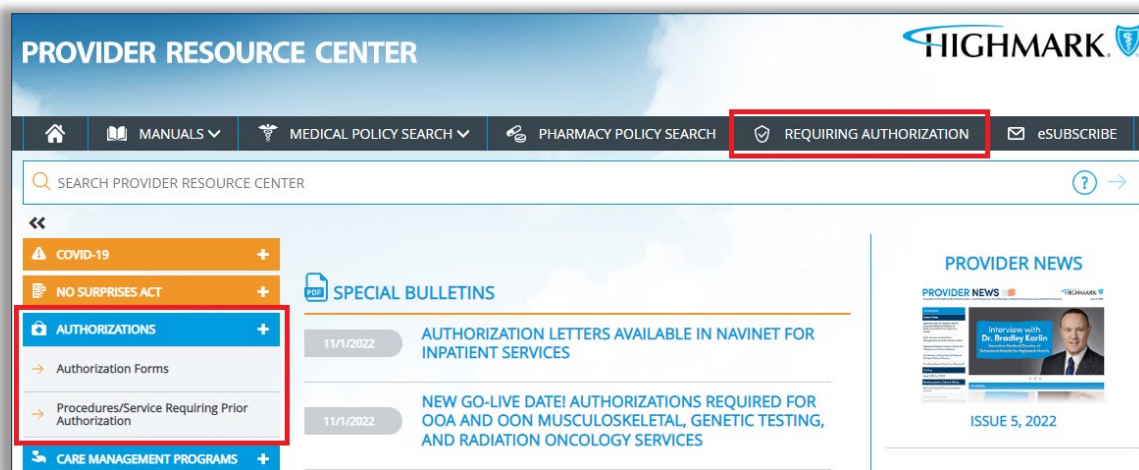 PROVIDER RESOURCE CENTER
HIGHMARK
MANUALS
MEDICAL POLICY SEARCH
PHARMACY POLICY SEARCH
REQUIRING AUTHORIZATION
eSUBSCRIBE
SEARCH PROVIDER RESOURCE CENTER
?
COVID-19
NO SURPRISES ACT
AUTHORIZATIONS
Authorization Forms
Procedures/Service Requiring Prior
Authorization
CARE MANAGEMENT PROGRAMS
PDF
SPECIAL BULLETINS
11/1/2022
AUTHORIZATION LETTERS AVAILABLE IN NAVINET FOR
INPATIENT SERVICES
11/1/2022
NEW GO-LIVE DATE! AUTHORIZATIONS REQUIRED FOR
OOA AND OON MUSCULOSKELETAL, GENETIC TESTING,
AND RADIATION ONCOLOGY SERVICES
PROVIDER NEWS
PROVIDER NEWS
HIGHMARK
Interview with
Dr. Bradley Karlin
ISSUE 5, 2022